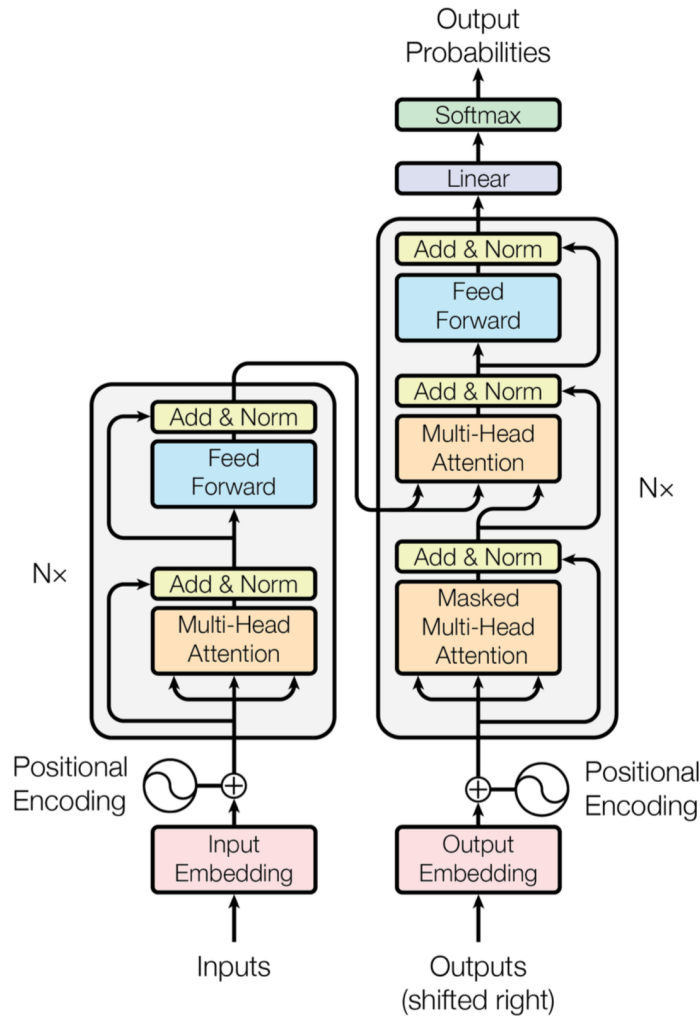 Output
Probabilities
Softmax
Linear
Add & Norm
Feed
Forward
Add & Norm
Multi-Head
Attention
Add & Norm
Masked
Multi-Head
Attention
Nx
Add & Norm
Feed
Forward
Add & Norm
Multi-Head
Attention
Nx
Positional
Encoding
Positional
Encoding
Input
Embedding
Output
Embedding
Inputs
Outputs
(shifted right)